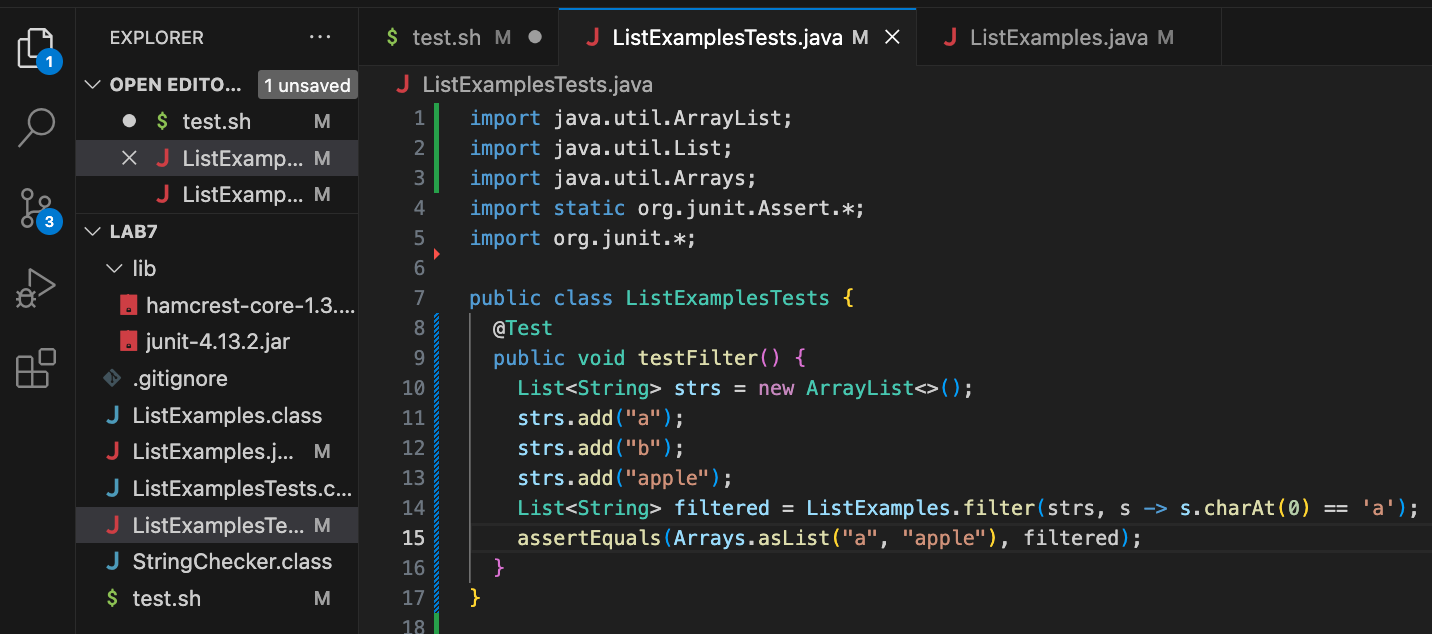 EXPLORER ...
1
OPEN EDITO... 1 unsaved
$ test.sh M
J ListExamp... M
J ListExamp... M
3
LAB7
lib
hamcrest-core-1.3....
junit-4.13.2.jar
.gitignore
J ListExamples.class
J ListExamples.j... M
J ListExamplesTests.c...
J ListExamplesTe... M
J StringChecker.class
$ test.sh M
$ test.sh M
J ListExamplesTests.java M
J ListExamples.java M
J ListExamplesTests.java
1 import java.util.ArrayList;
2 import java.util.List;
3 import java.util.Arrays;
4 import static org.junit.Assert.*;
5 import org.junit.*;
6
7 public class ListExamplesTests {
8 @Test
9 public void testFilter() {
10 List<String> strs = new ArrayList<>();
11 strs.add("a");
12 strs.add("b");
13 strs.add("apple");
14 List<String> filtered = ListExamples.filter(strs, s -> s.charAt(0) == 'a');
15 assertEquals(Arrays.asList("a", "apple"), filtered);
16 }
17 }
18